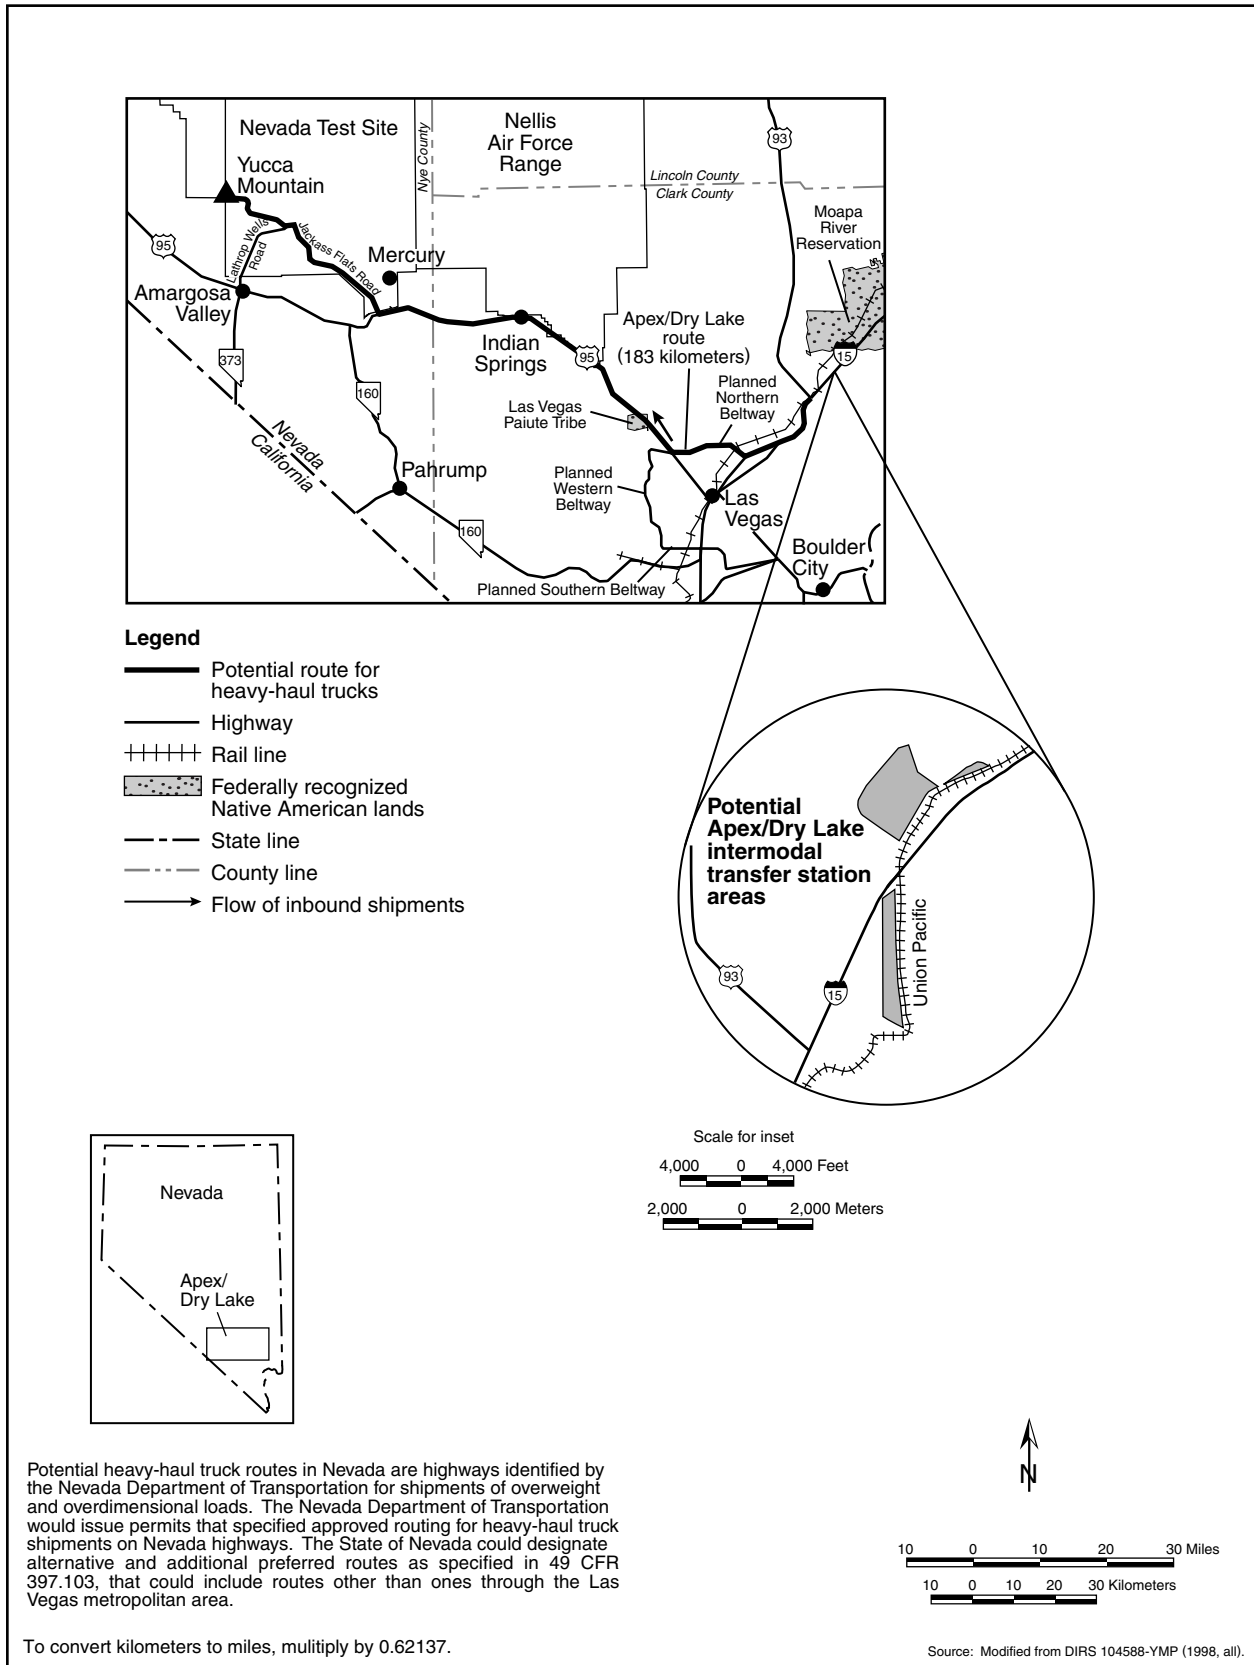 Nevada Test Site
Nye County
Nellis
Air Force
Range
93
Yucca
Mountain
Lincoln County
Clark County
Moapa
River
Reservation
95
Lathrop Wells
Road
Jackass Flats Road
Mercury
Amargosa
Valley
Apex/Dry Lake
route
(183 kilometers)
Indian
Springs
95
15
373
160
Planned
Northern
Beltway
Las Vegas
Paiute Tribe
Nevada
California
Pahrump
Planned
Western
Beltway
Las
Vegas
160
Boulder
City
Planned Southern Beltway
Legend
Potential route for
heavy-haul trucks
Highway
Rail line
Federally recognized
Native American lands
State line
County line
Flow of inbound shipments
Potential
Apex/Dry Lake
intermodal
transfer station
areas
Union Pacific
93
15
Scale for inset
4,000 0 4,000 Feet
2,000 0 2,000 Meters
Nevada
Apex/
Dry Lake
N
Potential heavy-haul truck routes in Nevada are highways identified by
the Nevada Department of Transportation for shipments of overweight
and overdimensional loads. The Nevada Department of Transportation
would issue permits that specified approved routing for heavy-haul truck
shipments on Nevada highways. The State of Nevada could designate
alternative and additional preferred routes as specified in 49 CFR
397.103, that could include routes other than ones through the Las
Vegas metropolitan area.
10 0 10 20 30 Miles
10 0 10 20 30 Kilometers
To convert kilometers to miles, mulitiply by 0.62137.
Source: Modified from DIRS 104588-YMP (1998, all).